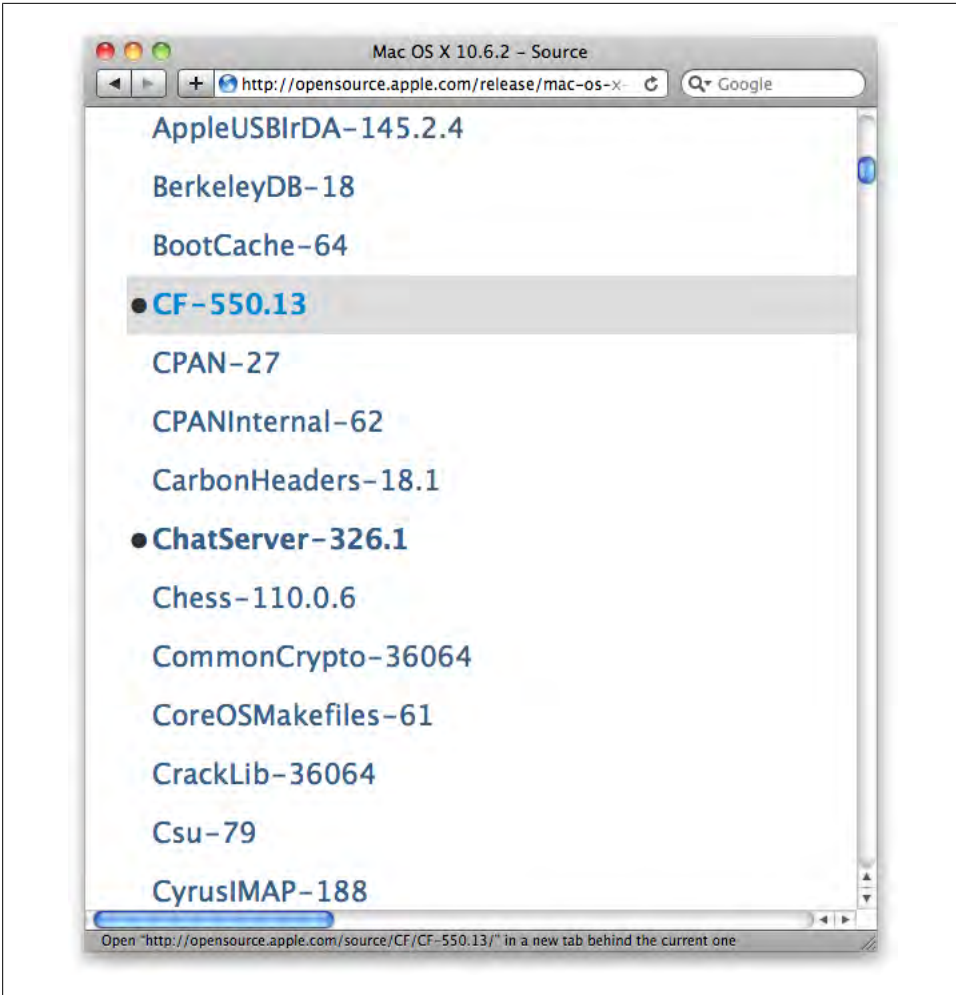 Mac OS X 10.6.2 – Source
http://opensource.apple.com/release/mac-os-x- Google
AppleUSBIrDA-145.2.4
BerkeleyDB-18
BootCache-64
● CF-550.13
CPAN-27
CPANInternal-62
CarbonHeaders-18.1
● ChatServer-326.1
Chess-110.0.6
CommonCrypto-36064
CoreOSMakefiles-61
CrackLib-36064
Csu-79
CyrusIMAP-188
Open "http://opensource.apple.com/source/CF/CF-550.13/" in a new tab behind the current one